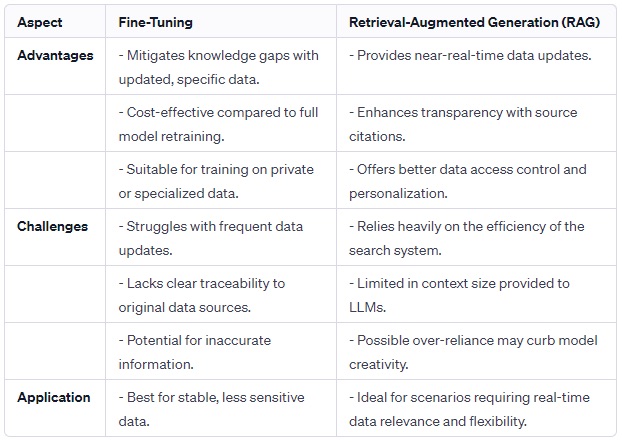 Aspect Fine-Tuning Retrieval-Augmented Generation (RAG)
Advantages - Mitigates knowledge gaps with - Provides near-real-time data updates.
updated, specific data.
- Cost-effective compared to full - Enhances transparency with source
model retraining. citations.
- Suitable for training on private - Offers better data access control and
or specialized data. personalization.
Challenges - Struggles with frequent data - Relies heavily on the efficiency of the
updates. search system.
- Lacks clear traceability to - Limited in context size provided to
original data sources. LLMs.
- Potential for inaccurate - Possible over-reliance may curb model
information. creativity.
Application - Best for stable, less sensitive - Ideal for scenarios requiring real-time
data. data relevance and flexibility.